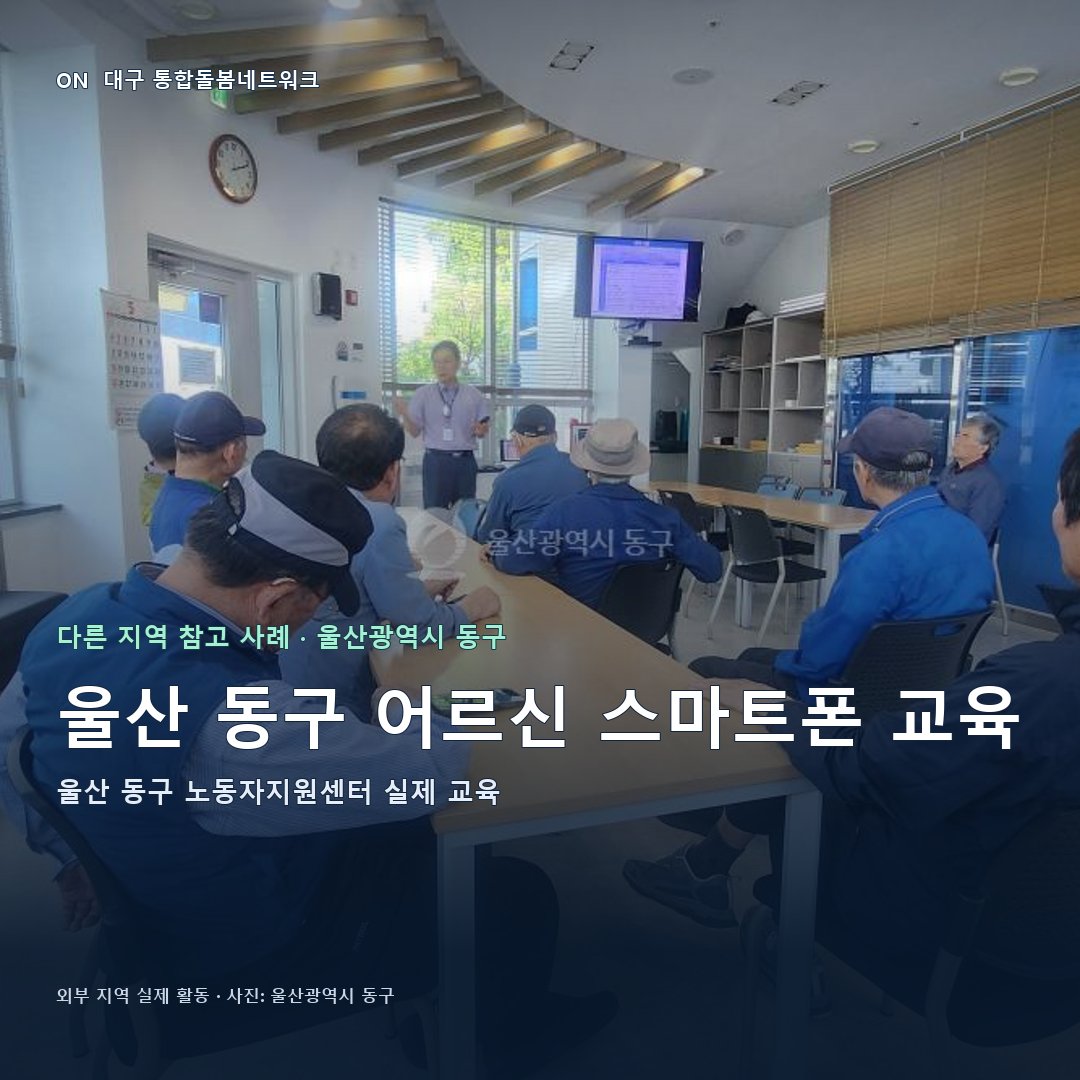 ON 대구 통합돌봄네트워크
5
울산광역시 동구
다른 지역 참고 사례 · 울산광역시 동구
울산 동구 어르신 스마트폰 교육
울산 동구 노동자지원센터 실제 교육
외부 지역 실제 활동 · 사진: 울산광역시 동구